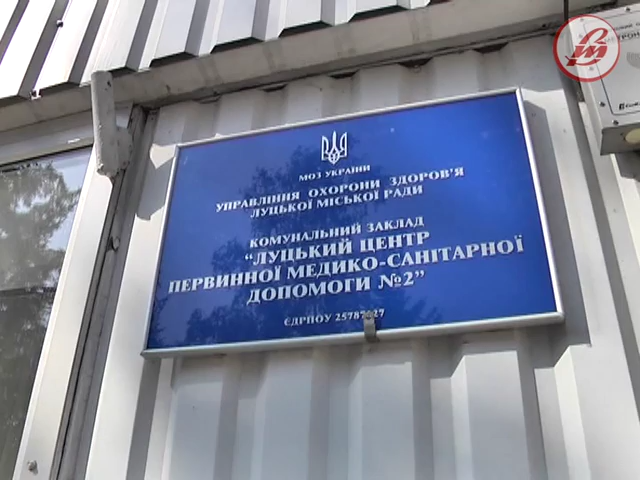 МОЗ УКРАЇНИ
УПРАВЛІННЯ ОХОРОНИ ЗДОРОВ'Я
ЛУЦЬКОЇ МІСЬКОЇ РАДИ
КОМУНАЛЬНИЙ ЗАКЛАД
“ЛУЦЬКИЙ ЦЕНТР
ПЕРВИННОЇ МЕДИКО-САНІТАРНОЇ
ДОПОМОГИ №2”
ЄДРПОУ